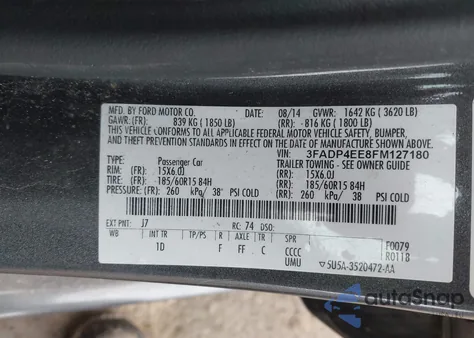 MFD. BY FORD MOTOR CO. 08/14 GVWR: 1642 KG ( 3620 LB)
GAWR: (FR): 839 KG ( 1850 LB) (RR): 816 KG ( 1800 LB)
THIS VEHICLE CONFORMS TO ALL APPLICABLE FEDERAL MOTOR VEHICLE SAFETY, BUMPER,
AND THEFT PREVENTION STANDARDS IN EFFECT ON THE DATE OF MANUFACTURE SHOWN ABOVE.
VIN: 3FADP4EE8FM127180
TYPE: Passenger Car TRAILER TOWING - SEE OWNER GUIDE
RIM: (FR): 15X6.0J (RR): 15X6.0J
TIRES: (FR): 185/60R15 84H (RR): 185/60R15 84H
PRESSURE: (FR) 260 kPa/ 38 PSI COLD (RR): 260 kPa/ 38 PSI COLD
EXT PNT: J7 RC: 74 DSO:
WB INT TR TP/PS R AXLE TR SPR F0079
1D F FF C CCCC R0118
UMU 5U5A-3520472-AA
autoSnap